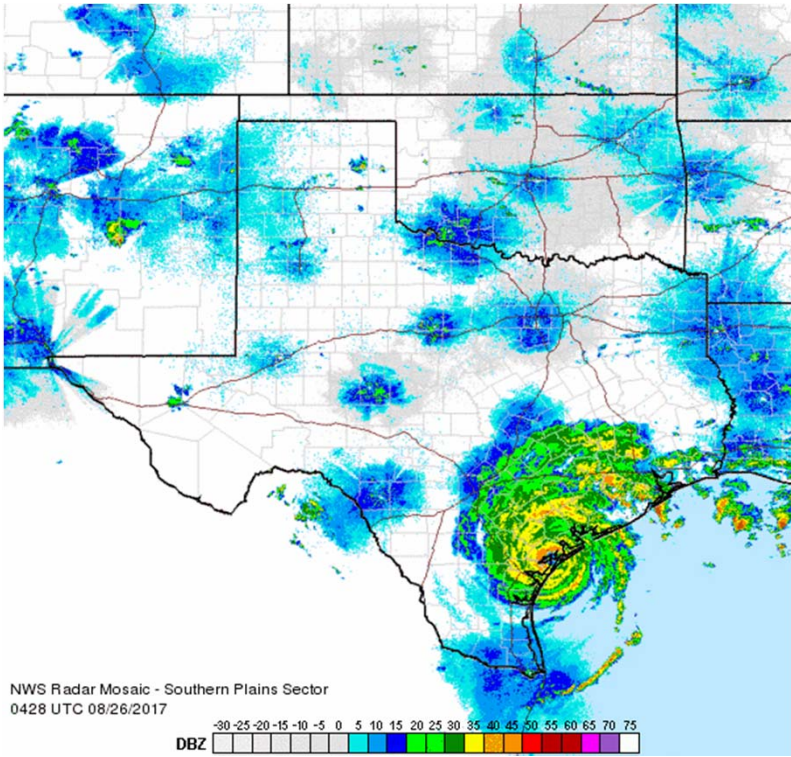 NWS Radar Mosaic - Southern Plains Sector
0428 UTC 08/26/2017
-30 -25 -20 -15 -10 -5 0 5 10 15 20 25 30 35 40 45 50 55 60 65 70 75
DBZ